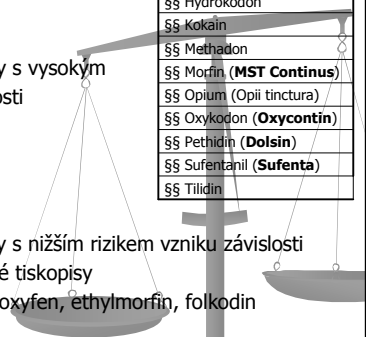 §§ Hydrokodon
§§ Kokain
y s vysokým
§§ Methadon
§§ Morfin (MST Continus)
osti
§§ Opium (Opii tinctura)
§§ Oxykodon (Oxycontin)
§§ Pethidin (Dolsin)
§§ Sufentanil (Sufenta)
§§ Tilidin
y s nižším rizikem vzniku závislosti
é tiskopisy
oxyfen, ethylmorfin, folkodin